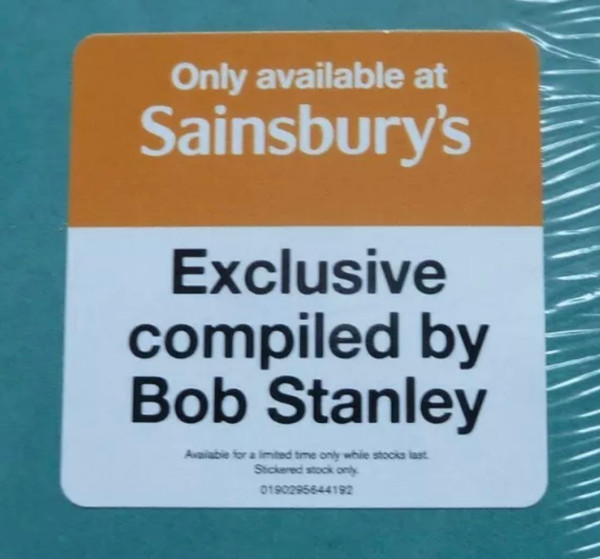 Only available at
Sainsbury's
Exclusive
compiled by
Bob Stanley
Available for a limited time only while stocks last.
Stickered stock only.
0190295644192